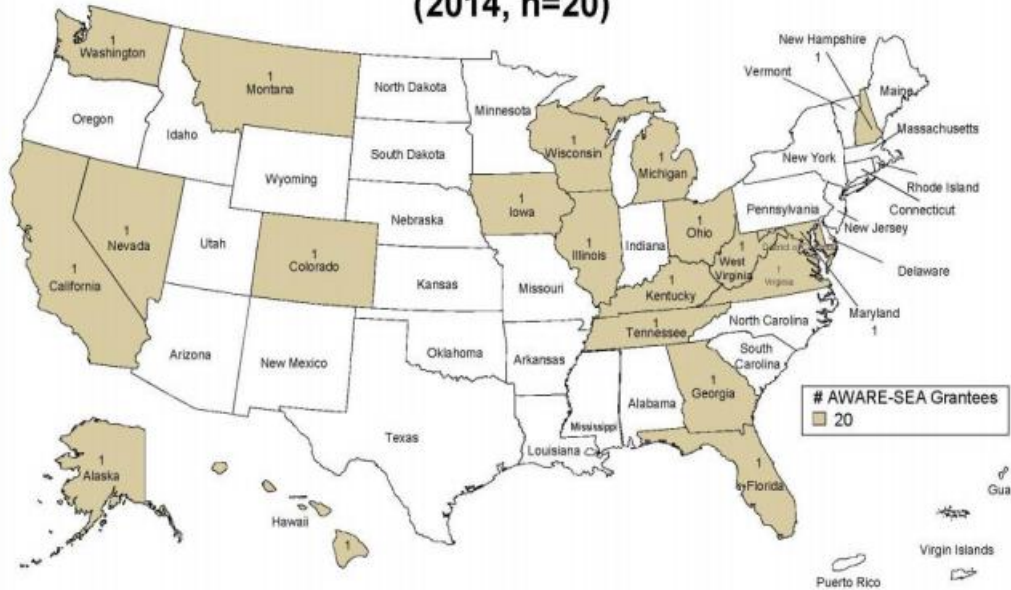 (2014, n=20)
New Hampshire
1
Vermont
Maine
1
Washington
1
Montana
North Dakota
Minnesota
Oregon
Idaho
South Dakota
1
Wisconsin
1
Michigan
New York
Massachusetts
Rhode Island
Connecticut
Wyoming
Nebraska
1
Iowa
Pennsylvania
New Jersey
1
Nevada
Utah
1
Colorado
1
Illinois
Indiana
1
Ohio
1
West
Virginia
District of
1
Virginia
Delaware
1
California
Kansas
Missouri
1
Kentucky
Maryland
1
North Carolina
1
Tennessee
Arizona
New Mexico
Oklahoma
Arkansas
South
Carolina
1
Georgia
Alabama
Mississippi
# AWARE-SEA Grantees
20
Texas
Louisiana
1
Florida
1
Alaska
Hawaii
1
Gua
Virgin Islands
Puerto Rico